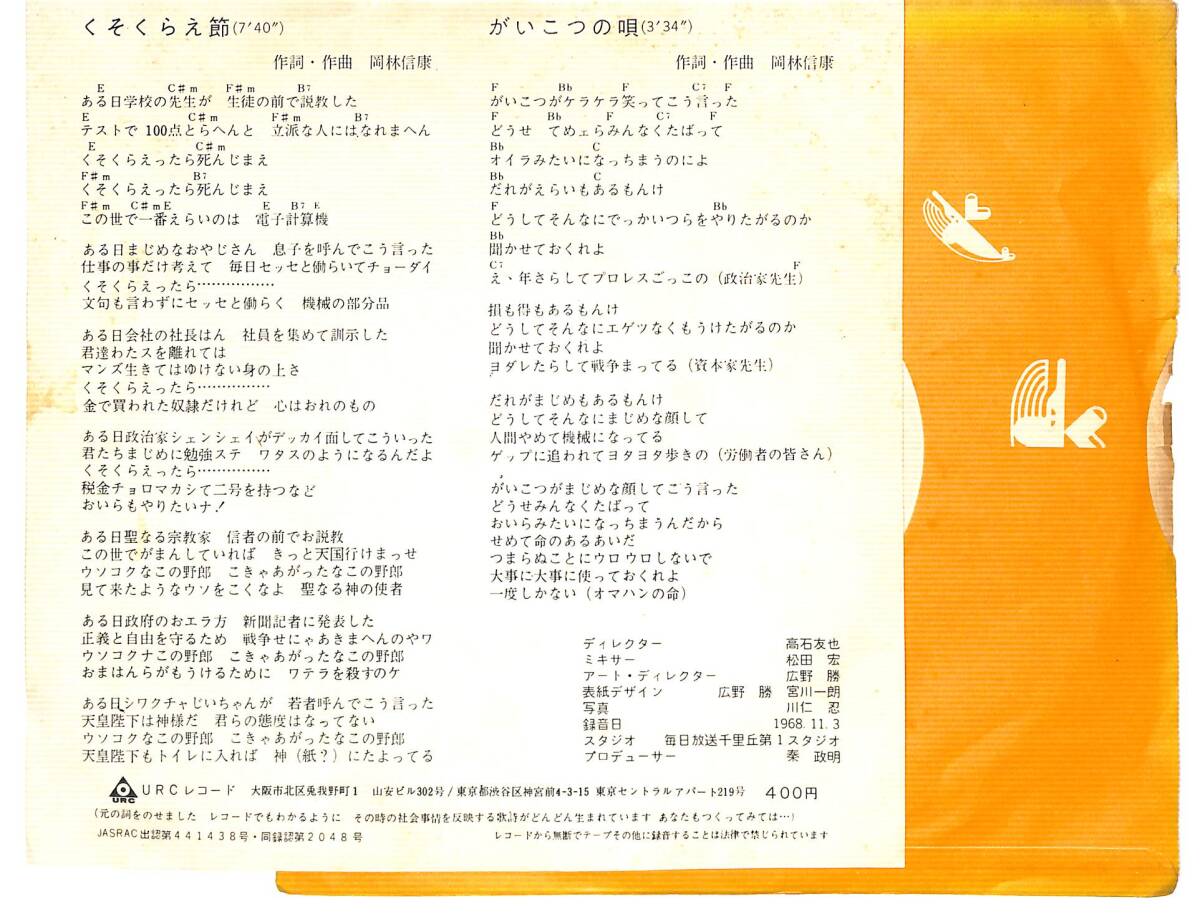 くそくらえ節(7′40″)
作詞・作曲　岡林信康
E　C♯m　F♯m　B7
ある日学校の先生が　生徒の前で説教した
E　C♯m　F♯m　B7
テストで100点とらへんと　立派な人にはなれまへん
E　C♯m
くそくらえったら死んじまえ
F♯m　B7
くそくらえったら死んじまえ
F♯m　C♯m E　E　B7　E
この世で一番えらいのは　電子計算機
ある日まじめなおやじさん　息子を呼んでこう言った
仕事の事だけ考えて　毎日セッセと働らいてチョーダイ
くそくらえったら……………
文句も言わずにセッセと働らく　機械の部分品
ある日会社の社長はん　社員を集めて訓示した
君達わたスを離れては
マンズ生きてはゆけない身の上さ
くそくらえったら……………
金で買われた奴隷だけれど　心はおれのもの
ある日政治家シェンシェイがデッカイ面してこういった
君たちまじめに勉強ステ　ワタスのようになるんだよ
くそくらえったら……………
税金チョロマカシて二号を持つなど
おいらもやりたいナ!
ある日聖なる宗教家　信者の前でお説教
この世でがまんしていれば　きっと天国行けまっせ
ウソコクなこの野郎　こきゃあがったなこの野郎
見て来たようなウソをこくなよ　聖なる神の使者
ある日政府のおエラ方　新聞記者に発表した
正義と自由を守るため　戦争せにゃあきまへんのやワ
ウソコクナこの野郎　こきゃあがったなこの野郎
おまはんらがもうけるために　ワテラを殺すのケ
ある日シワクチャじいちゃんが　若者呼んでこう言った
天皇陛下は神様だ　君らの態度はなってない
ウソコクなこの野郎　こきゃあがったなこの野郎
天皇陛下もトイレに入れば　神（紙？）にたよってる
がいこつの唄(3′34″)
作詞・作曲　岡林信康
F　Bb　F　C7　F
がいこつがケラケラ笑ってこう言った
F　Bb　F　C7　F
どうせ　てめェらみんなくたばって
Bb　C
オイラみたいになっちまうのによ
Bb　C
だれがえらいもあるもんけ
F　Bb
どうしてそんなにでっかいつらをやりたがるのか
Bb
聞かせておくれよ
C7　F
え、年さらしてプロレスごっこの（政治家先生）
損も得もあるもんけ
どうしてそんなにエゲツなくもうけたがるのか
聞かせておくれよ
ヨダレたらして戦争まってる（資本家先生）
だれがまじめもあるもんけ
どうしてそんなにまじめな顔して
人間やめて機械になってる
ゲップに追われてヨタヨタ歩きの（労働者の皆さん）
がいこつがまじめな顔してこう言った
どうせみんなくたばって
おいらみたいになっちまうんだから
せめて命のあるあいだ
つまらぬことにウロウロしないで
大事に大事に使っておくれよ
一度しかない（オマハンの命）
ディレクター　高石友也
ミキサー　松田　宏
アート・ディレクター　広野　勝
表紙デザイン　広野　勝　宮川一朗
写真　川仁　忍
録音日　1968.11.3
スタジオ　毎日放送千里丘第1スタジオ
プロデューサー　秦　政明
URC URCレコード　大阪市北区兎我野町1　山安ビル302号/東京都渋谷区神宮前4-3-15 東京セントラルアパート219号　400円
（元の詞をのせました　レコードでもわかるように　その時の社会事情を反映する歌詩がどんどん生まれています あなたもつくってみては…）
JASRAC出認第441438号・同録認第2048号　レコードから無断でテープその他に録音することは法律で禁じられています